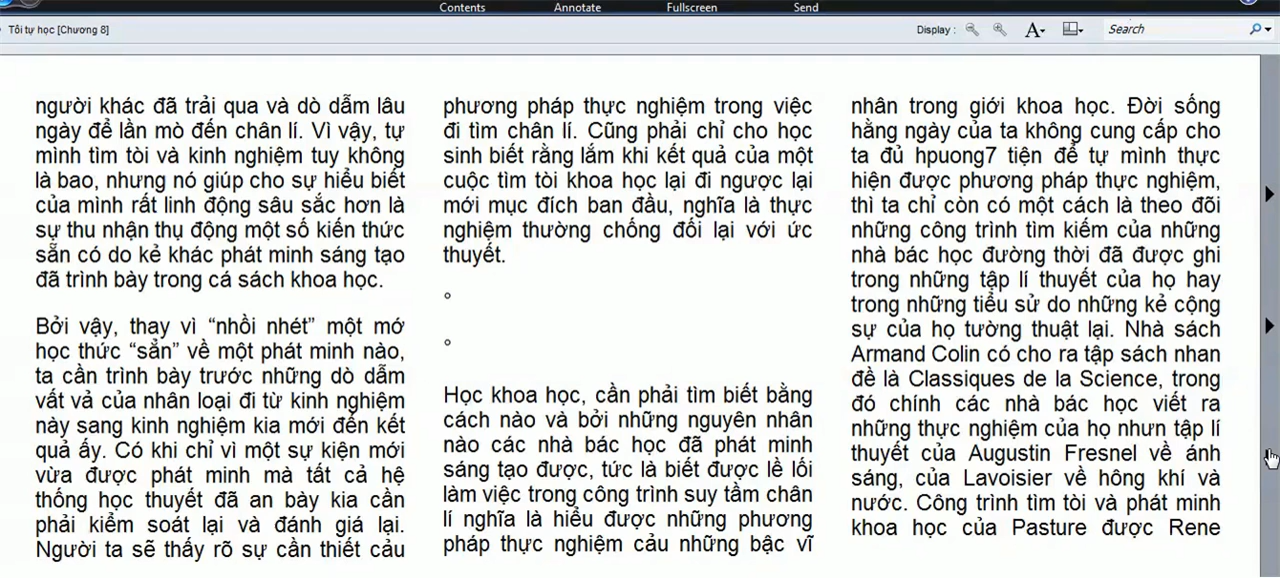 Contents Annotate Fullscreen Send
Tôi tự học [Chương 8] Display : Search
người khác đã trải qua và dò dẫm lâu
ngày để lần mò đến chân lí. Vì vậy, tự
mình tìm tòi và kinh nghiệm tuy không
là bao, nhưng nó giúp cho sự hiểu biết
của mình rất linh động sâu sắc hơn là
sự thu nhận thụ động một số kiến thức
sẵn có do kẻ khác phát minh sáng tạo
đã trình bày trong cá sách khoa học.
Bởi vậy, thay vì “nhồi nhét” một mớ
học thức “sẳn” về một phát minh nào,
ta cần trình bày trước những dò dẫm
vất vả của nhân loại đi từ kinh nghiệm
này sang kinh nghiệm kia mới đến kết
quả ấy. Có khi chỉ vì một sự kiện mới
vừa được phát minh mà tất cả hệ
thống học thuyết đã an bày kia cần
phải kiểm soát lại và đánh giá lại.
Người ta sẽ thấy rõ sự cần thiết cảu
phương pháp thực nghiệm trong việc
đi tìm chân lí. Cũng phải chỉ cho học
sinh biết rằng lắm khi kết quả của một
cuộc tìm tòi khoa học lại đi ngược lại
mới mục đích ban đầu, nghĩa là thực
nghiệm thường chống đối lại với ức
thuyết.
°
°
Học khoa học, cần phải tìm biết bằng
cách nào và bởi những nguyên nhân
nào các nhà bác học đã phát minh
sáng tạo được, tức là biết được lề lối
làm việc trong công trình suy tầm chân
lí nghĩa là hiểu được những phương
pháp thực nghiệm cảu những bậc vĩ
nhân trong giới khoa học. Đời sống
hằng ngày của ta không cung cấp cho
ta đủ hpuong7 tiện để tự mình thực
hiện được phương pháp thực nghiệm,
thì ta chỉ còn có một cách là theo dõi
những công trình tìm kiếm của những
nhà bác học đường thời đã được ghi
trong những tập lí thuyết của họ hay
trong những tiểu sử do những kẻ cộng
sự của họ tường thuật lại. Nhà sách
Armand Colin có cho ra tập sách nhan
đề là Classiques de la Science, trong
đó chính các nhà bác học viết ra
những thực nghiệm của họ nhưn tập lí
thuyết của Augustin Fresnel về ánh
sáng, của Lavoisier về hông khí và
nước. Công trình tìm tòi và phát minh
khoa học của Pasture được Rene